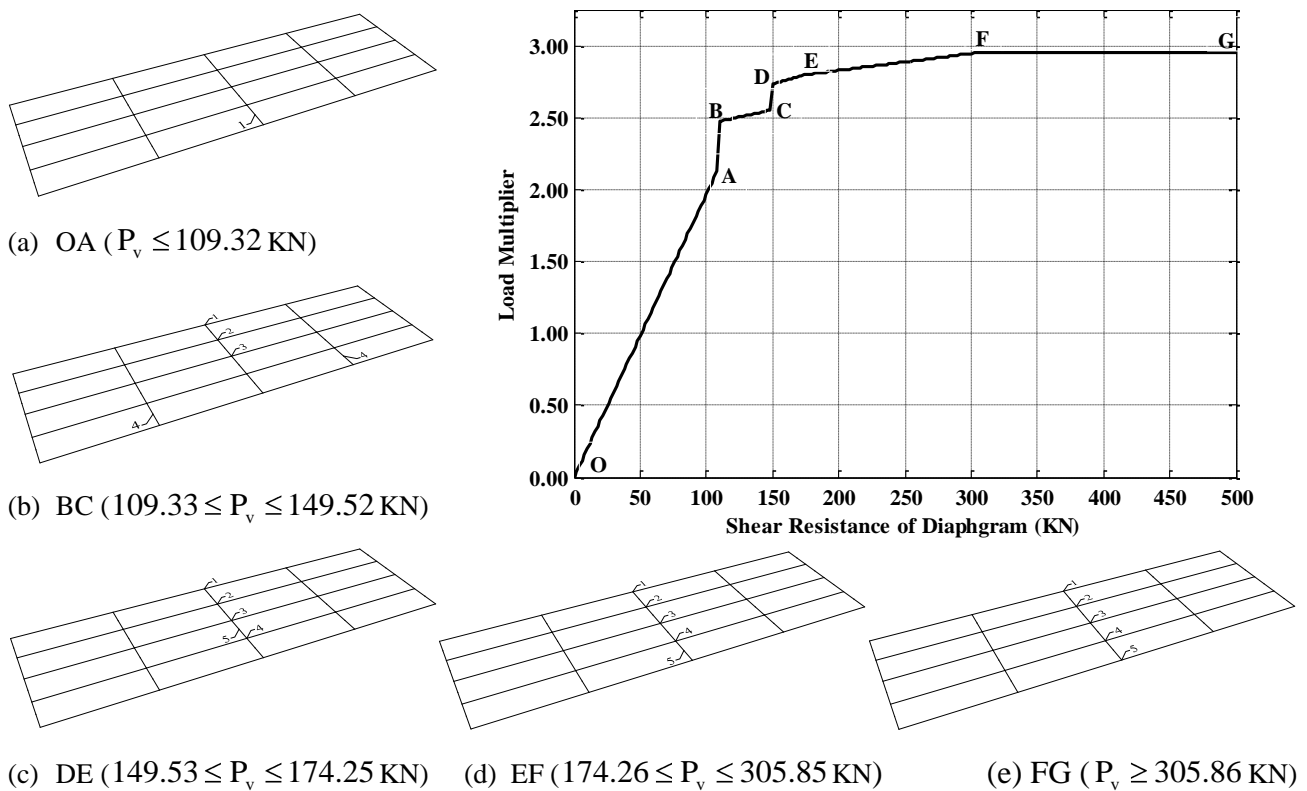 1
(a) OA ( P_v ≤ 109.32 KN)
1
2
3
4
4
(b) BC (109.33 ≤ P_v ≤ 149.52 KN)
Load Multiplier
3.00
2.50
2.00
1.50
1.00
0.50
0.00
O
A
B
C
D
E
F
G
0 50 100 150 200 250 300 350 400 450 500
Shear Resistance of Diaphgram (KN)
1
2
3
5 4
(c) DE (149.53 ≤ P_v ≤ 174.25 KN)
1
2
3
4
5
(d) EF (174.26 ≤ P_v ≤ 305.85 KN)
1
2
3
4
5
(e) FG ( P_v ≥ 305.86 KN)